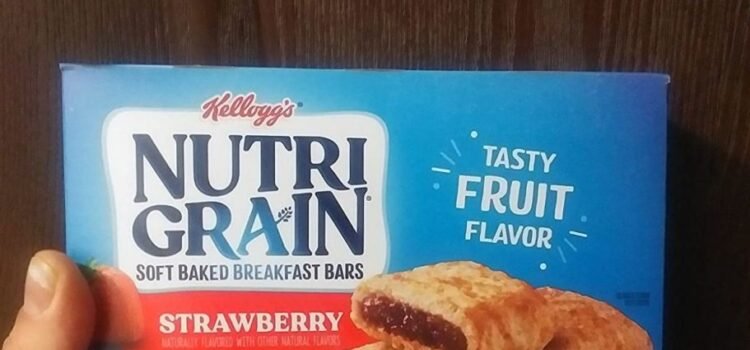 Kellogg's
NUTRI
GRAIN
SOFT BAKED BREAKFAST BARS
STRAWBERRY
NATURALLY FLAVORED WITH OTHER NATURAL FLAVORS
TASTY
FRUIT
FLAVOR